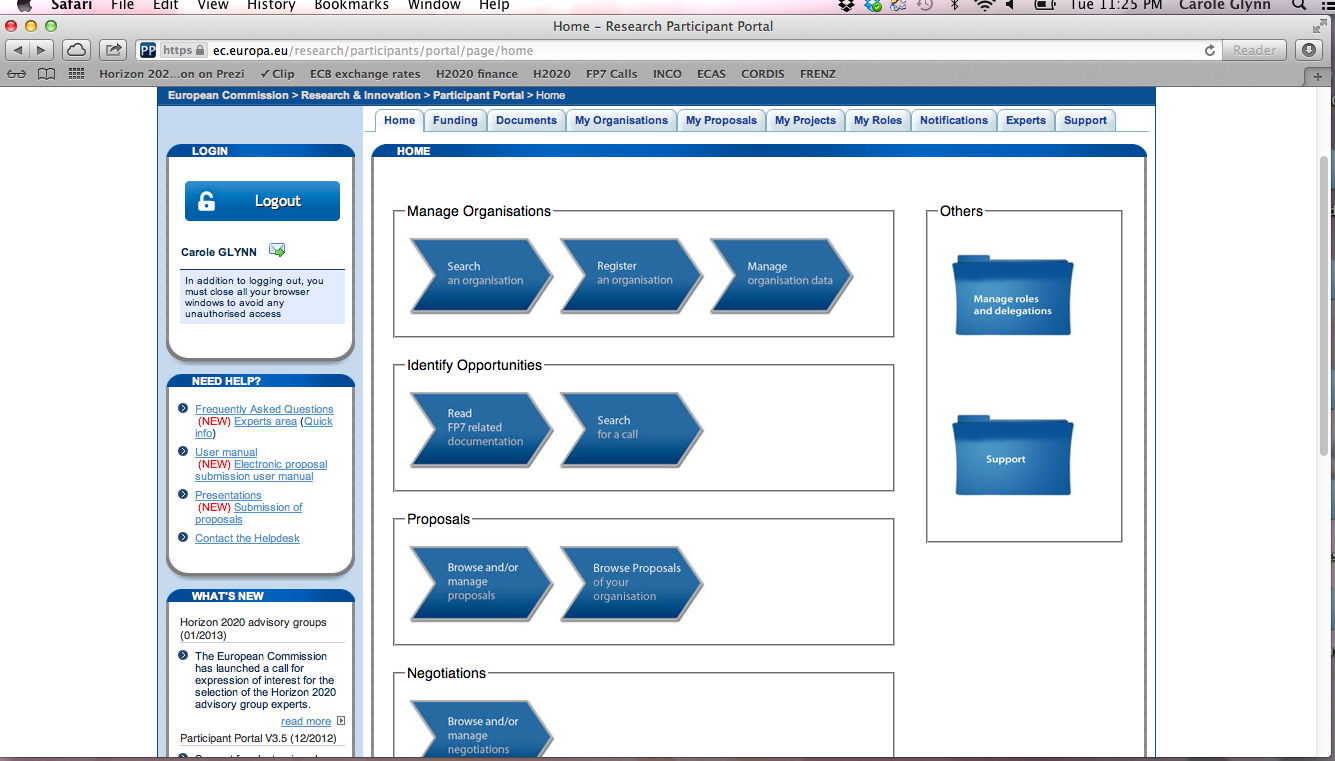 Safari File Edit View History Bookmarks Window Help Tue 11:25 PM Carole Glynn
Home – Research Participant Portal
PP https ec.europa.eu/research/participants/portal/page/home Reader
Horizon 202...on on Prezi ✓Clip ECB exchange rates H2020 finance H2020 FP7 Calls INCO ECAS CORDIS FRENZ
European Commission > Research & Innovation > Participant Portal > Home
Home Funding Documents My Organisations My Proposals My Projects My Roles Notifications Experts Support
LOGIN
Logout
Carole GLYNN
In addition to logging out, you
must close all your browser
windows to avoid any
unauthorised access
NEED HELP?
Frequently Asked Questions
(NEW) Experts area (Quick
info)
User manual
(NEW) Electronic proposal
submission user manual
Presentations
(NEW) Submission of
proposals
Contact the Helpdesk
WHAT'S NEW
Horizon 2020 advisory groups
(01/2013)
The European Commission
has launched a call for
expression of interest for the
selection of the Horizon 2020
advisory group experts.
read more
Participant Portal V3.5 (12/2012)
HOME
Manage Organisations
Search
an organisation
Register
an organisation
Manage
organisation data
Identify Opportunities
Read
FP7 related
documentation
Search
for a call
Proposals
Browse and/or
manage
proposals
Browse Proposals
of your
organisation
Negotiations
Browse and/or
manage
negotiations
Others
Manage roles
and delegations
Support